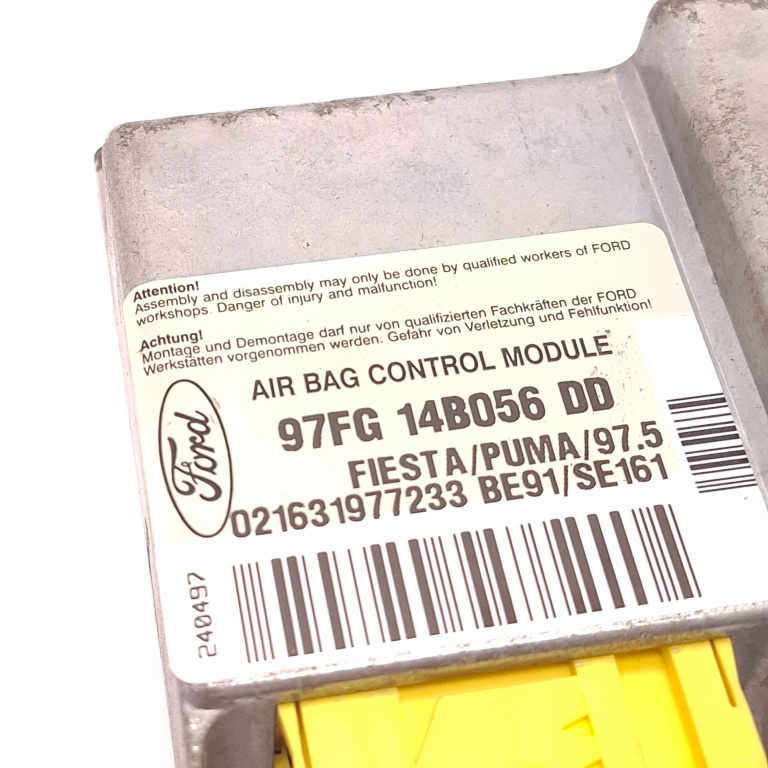 Attention!
Assembly and disassembly may only be done by qualified workers of FORD
workshops. Danger of injury and malfunction!
Achtung!
Montage und Demontage darf nur von qualifizierten Fachkräften der FORD
Werkstätten vorgenommen werden. Gefahr von Verletzung und Fehlfunktion!
AIR BAG CONTROL MODULE
97FG 14B056 DD
FIESTA/PUMA/97.5
Ford
021631977233 BE91/SE161
240497